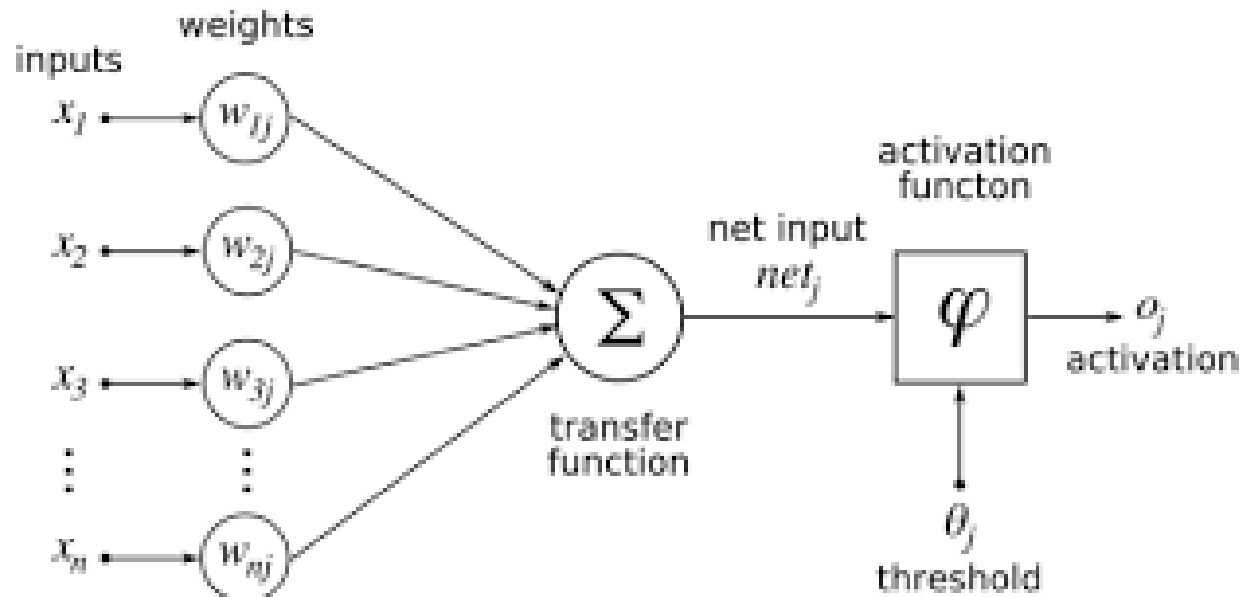 weights
inputs
x1
w1j
x2
w2j
x3
w3j
xn
wnj
Σ
transfer
function
net input
netj
activation
functon
φ
oj
activation
θj
threshold